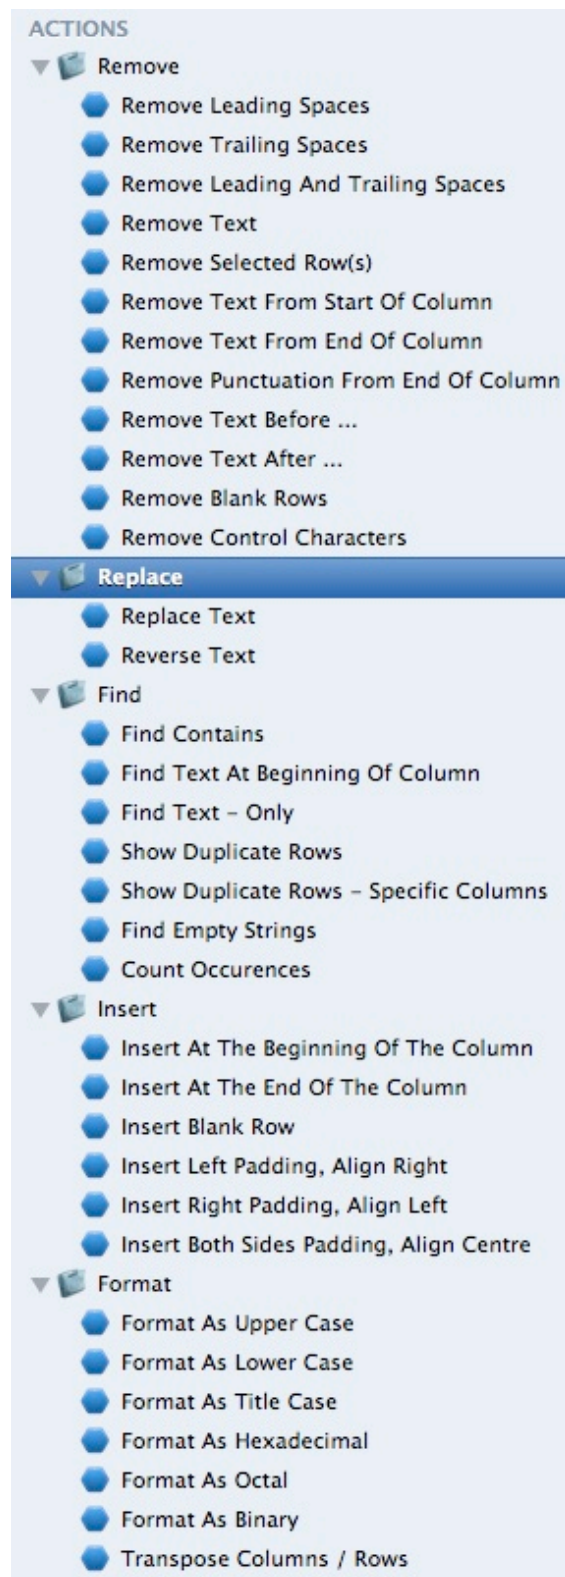 ACTIONS
Remove
Remove Leading Spaces
Remove Trailing Spaces
Remove Leading And Trailing Spaces
Remove Text
Remove Selected Row(s)
Remove Text From Start Of Column
Remove Text From End Of Column
Remove Punctuation From End Of Column
Remove Text Before ...
Remove Text After ...
Remove Blank Rows
Remove Control Characters
Replace
Replace Text
Reverse Text
Find
Find Contains
Find Text At Beginning Of Column
Find Text – Only
Show Duplicate Rows
Show Duplicate Rows – Specific Columns
Find Empty Strings
Count Occurences
Insert
Insert At The Beginning Of The Column
Insert At The End Of The Column
Insert Blank Row
Insert Left Padding, Align Right
Insert Right Padding, Align Left
Insert Both Sides Padding, Align Centre
Format
Format As Upper Case
Format As Lower Case
Format As Title Case
Format As Hexadecimal
Format As Octal
Format As Binary
Transpose Columns / Rows